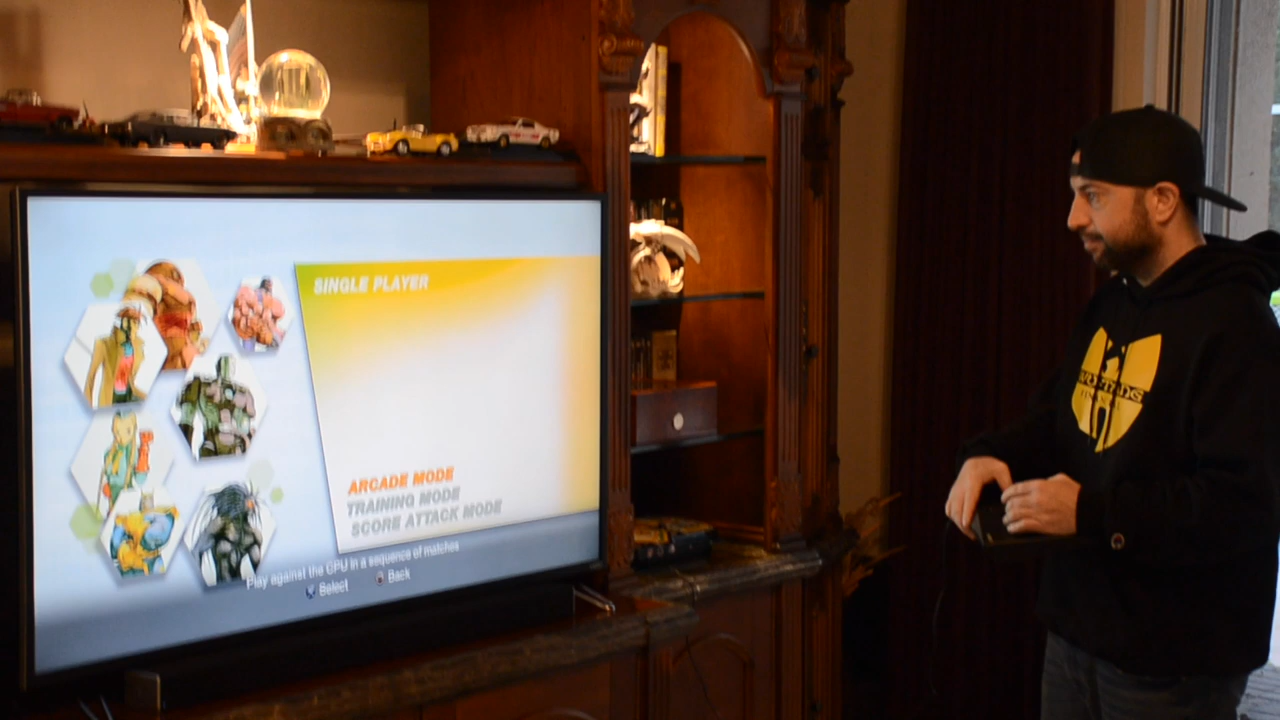 SINGLE PLAYER
ARCADE MODE
TRAINING MODE
SCORE ATTACK MODE
Play against the CPU in a sequence of matches
Select
Back